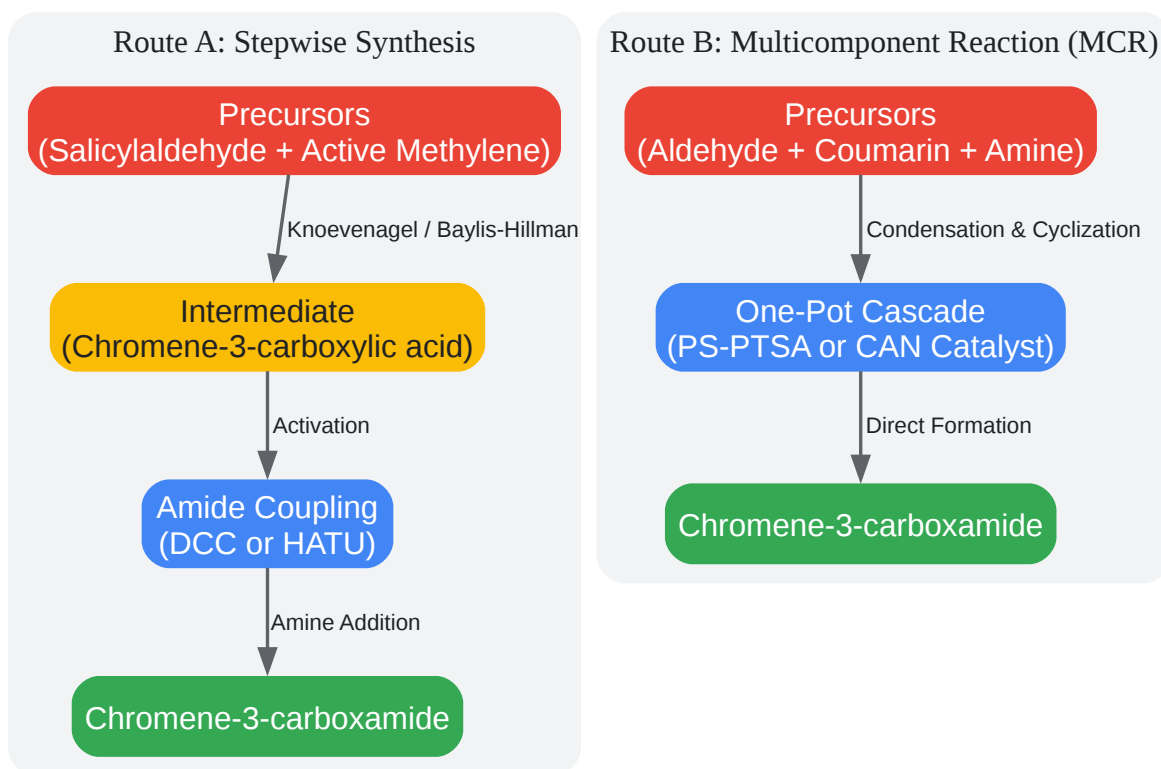 Route A: Stepwise Synthesis
Precursors
(Salicylaldehyde + Active Methylene)
Knoevenagel / Baylis-Hillman
Intermediate
(Chromene-3-carboxylic acid)
Activation
Amide Coupling
(DCC or HATU)
Amine Addition
Chromene-3-carboxamide
Route B: Multicomponent Reaction (MCR)
Precursors
(Aldehyde + Coumarin + Amine)
Condensation & Cyclization
One-Pot Cascade
(PS-PTSA or CAN Catalyst)
Direct Formation
Chromene-3-carboxamide